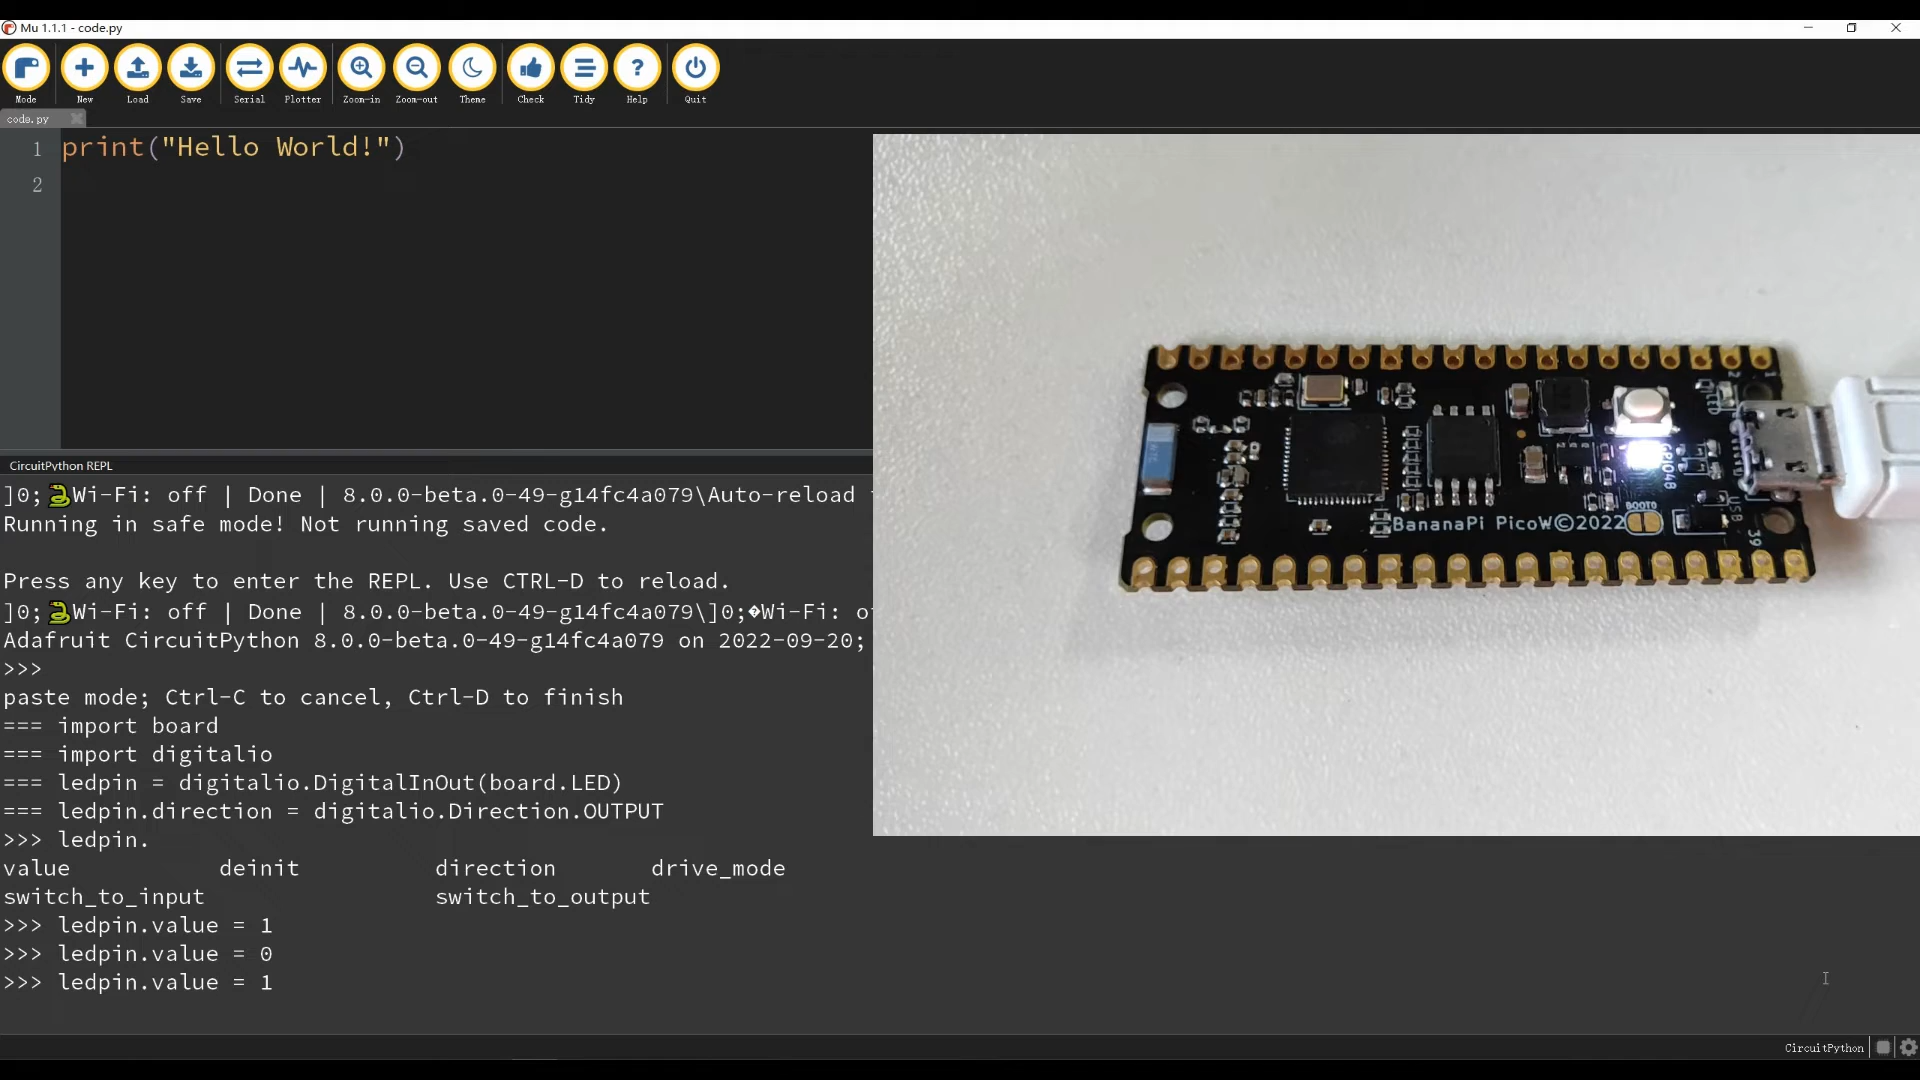 Mu 1.1.1 - code.py
Mode New Load Save Serial Plotter Zoom-in Zoom-out Theme Check Tidy Help Quit
code.py
1 print("Hello World!")
2
CircuitPython REPL
]0;🐍Wi-Fi: off | Done | 8.0.0-beta.0-49-g14fc4a079\Auto-reload
Running in safe mode! Not running saved code.
Press any key to enter the REPL. Use CTRL-D to reload.
]0;🐍Wi-Fi: off | Done | 8.0.0-beta.0-49-g14fc4a079\]0;�Wi-Fi: o
Adafruit CircuitPython 8.0.0-beta.0-49-g14fc4a079 on 2022-09-20;
>>>
paste mode; Ctrl-C to cancel, Ctrl-D to finish
=== import board
=== import digitalio
=== ledpin = digitalio.DigitalInOut(board.LED)
=== ledpin.direction = digitalio.Direction.OUTPUT
>>> ledpin.
value deinit direction drive_mode
switch_to_input switch_to_output
>>> ledpin.value = 1
>>> ledpin.value = 0
>>> ledpin.value = 1
2 1
LED
GPIO48
BOOT0
BananaPi PicoW©2022
USB
39
CircuitPython